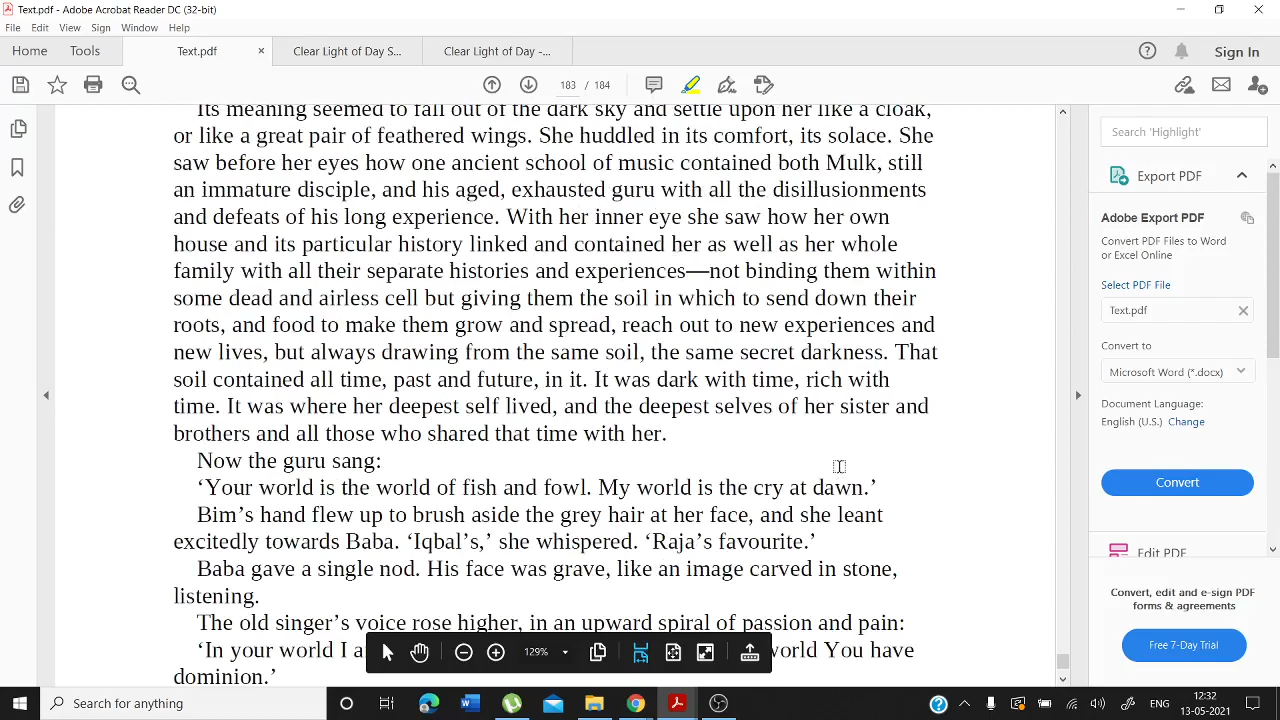 Text.pdf - Adobe Acrobat Reader DC (32-bit)
File Edit View Sign Window Help
Home Tools Text.pdf × Clear Light of Day S... Clear Light of Day -... Sign In
183 / 184
Its meaning seemed to fall out of the dark sky and settle upon her like a cloak,
or like a great pair of feathered wings. She huddled in its comfort, its solace. She
saw before her eyes how one ancient school of music contained both Mulk, still
an immature disciple, and his aged, exhausted guru with all the disillusionments
and defeats of his long experience. With her inner eye she saw how her own
house and its particular history linked and contained her as well as her whole
family with all their separate histories and experiences—not binding them within
some dead and airless cell but giving them the soil in which to send down their
roots, and food to make them grow and spread, reach out to new experiences and
new lives, but always drawing from the same soil, the same secret darkness. That
soil contained all time, past and future, in it. It was dark with time, rich with
time. It was where her deepest self lived, and the deepest selves of her sister and
brothers and all those who shared that time with her.
Now the guru sang:
‘Your world is the world of fish and fowl. My world is the cry at dawn.’
Bim’s hand flew up to brush aside the grey hair at her face, and she leant
excitedly towards Baba. ‘Iqbal’s,’ she whispered. ‘Raja’s favourite.’
Baba gave a single nod. His face was grave, like an image carved in stone,
listening.
The old singer’s voice rose higher, in an upward spiral of passion and pain:
‘In your world I world You have
dominion.’
129%
Search 'Highlight'
Export PDF
Adobe Export PDF
Convert PDF Files to Word
or Excel Online
Select PDF File
Text.pdf
Convert to
Microsoft Word (*.docx)
Document Language:
English (U.S.) Change
Convert
Edit PDF
Convert, edit and e-sign PDF
forms & agreements
Free 7-Day Trial
Search for anything
ENG
12:32
13-05-2021